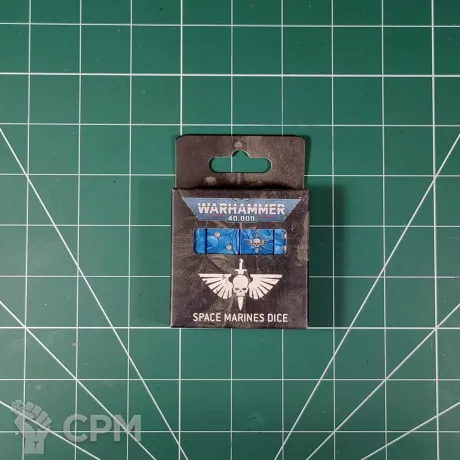 WARHAMMER
40,000
SPACE MARINES DICE
CPM